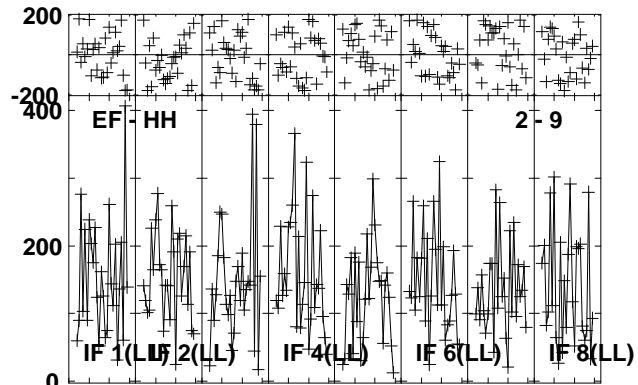 200
-200
400
EF - HH 2 - 9
200
IF 1(LL) IF 2(LL) IF 4(LL) IF 6(LL) IF 8(LL)
0